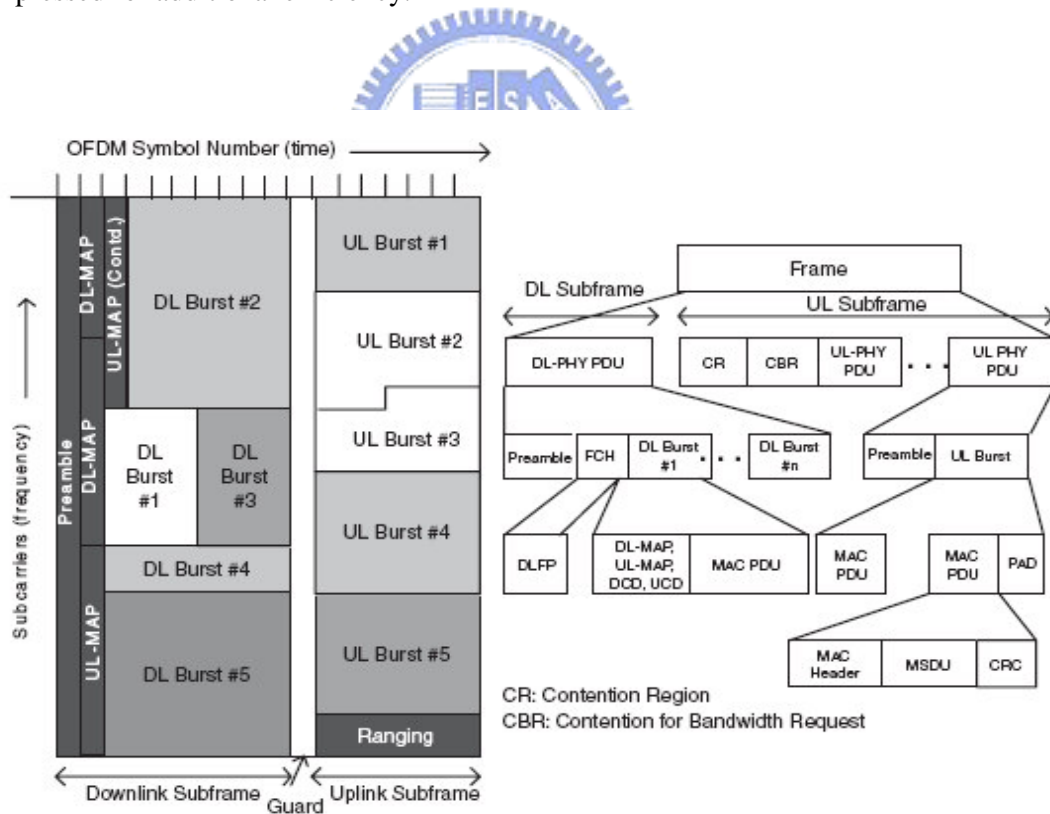 OFDM Symbol Number (time)
Subcarriers (frequency)
Preamble
DL-MAP
DL-MAP
UL-MAP
UL-MAP (Contd.)
DL Burst #2
DL
Burst
#1
DL
Burst
#3
DL Burst #4
DL Burst #5
UL Burst #1
UL Burst #2
UL Burst #3
UL Burst #4
UL Burst #5
Ranging
Downlink Subframe
Guard
Uplink Subframe
Frame
DL Subframe
UL Subframe
DL-PHY PDU
CR
CBR
UL-PHY
PDU
. . .
UL PHY
PDU
Preamble
FCH
DL Burst
#1
. . .
DL Burst
#n
Preamble
UL Burst
DLFP
DL-MAP,
UL-MAP,
DCD, UCD
MAC PDU
MAC
PDU
MAC
PDU
PAD
MAC
Header
MSDU
CRC
CR: Contention Region
CBR: Contention for Bandwidth Request